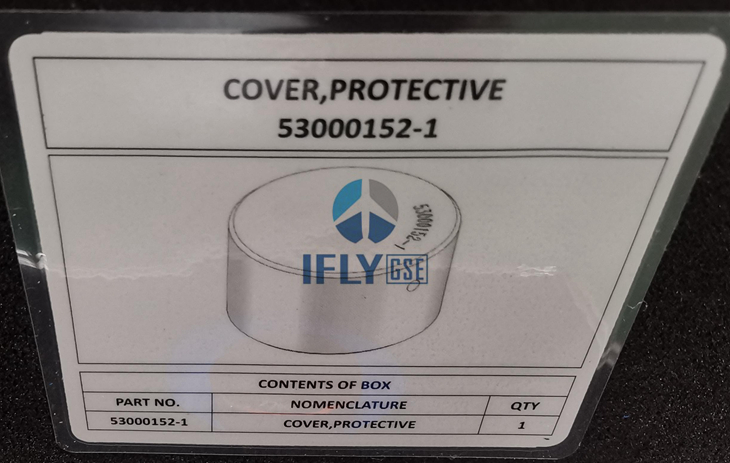 COVER,PROTECTIVE
53000152-1
53000152-1
IFLY GSE
CONTENTS OF BOX
PART NO. NOMENCLATURE QTY
53000152-1 COVER,PROTECTIVE 1